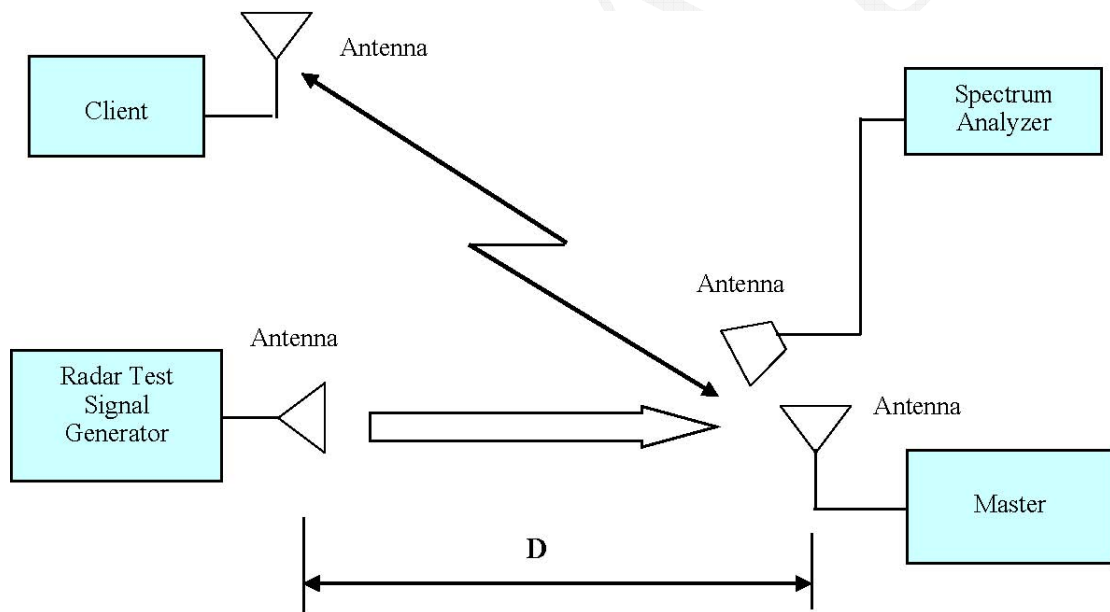 Antenna
Client
Spectrum
Analyzer
Antenna
Antenna
Radar Test
Signal
Generator
Antenna
Master
D